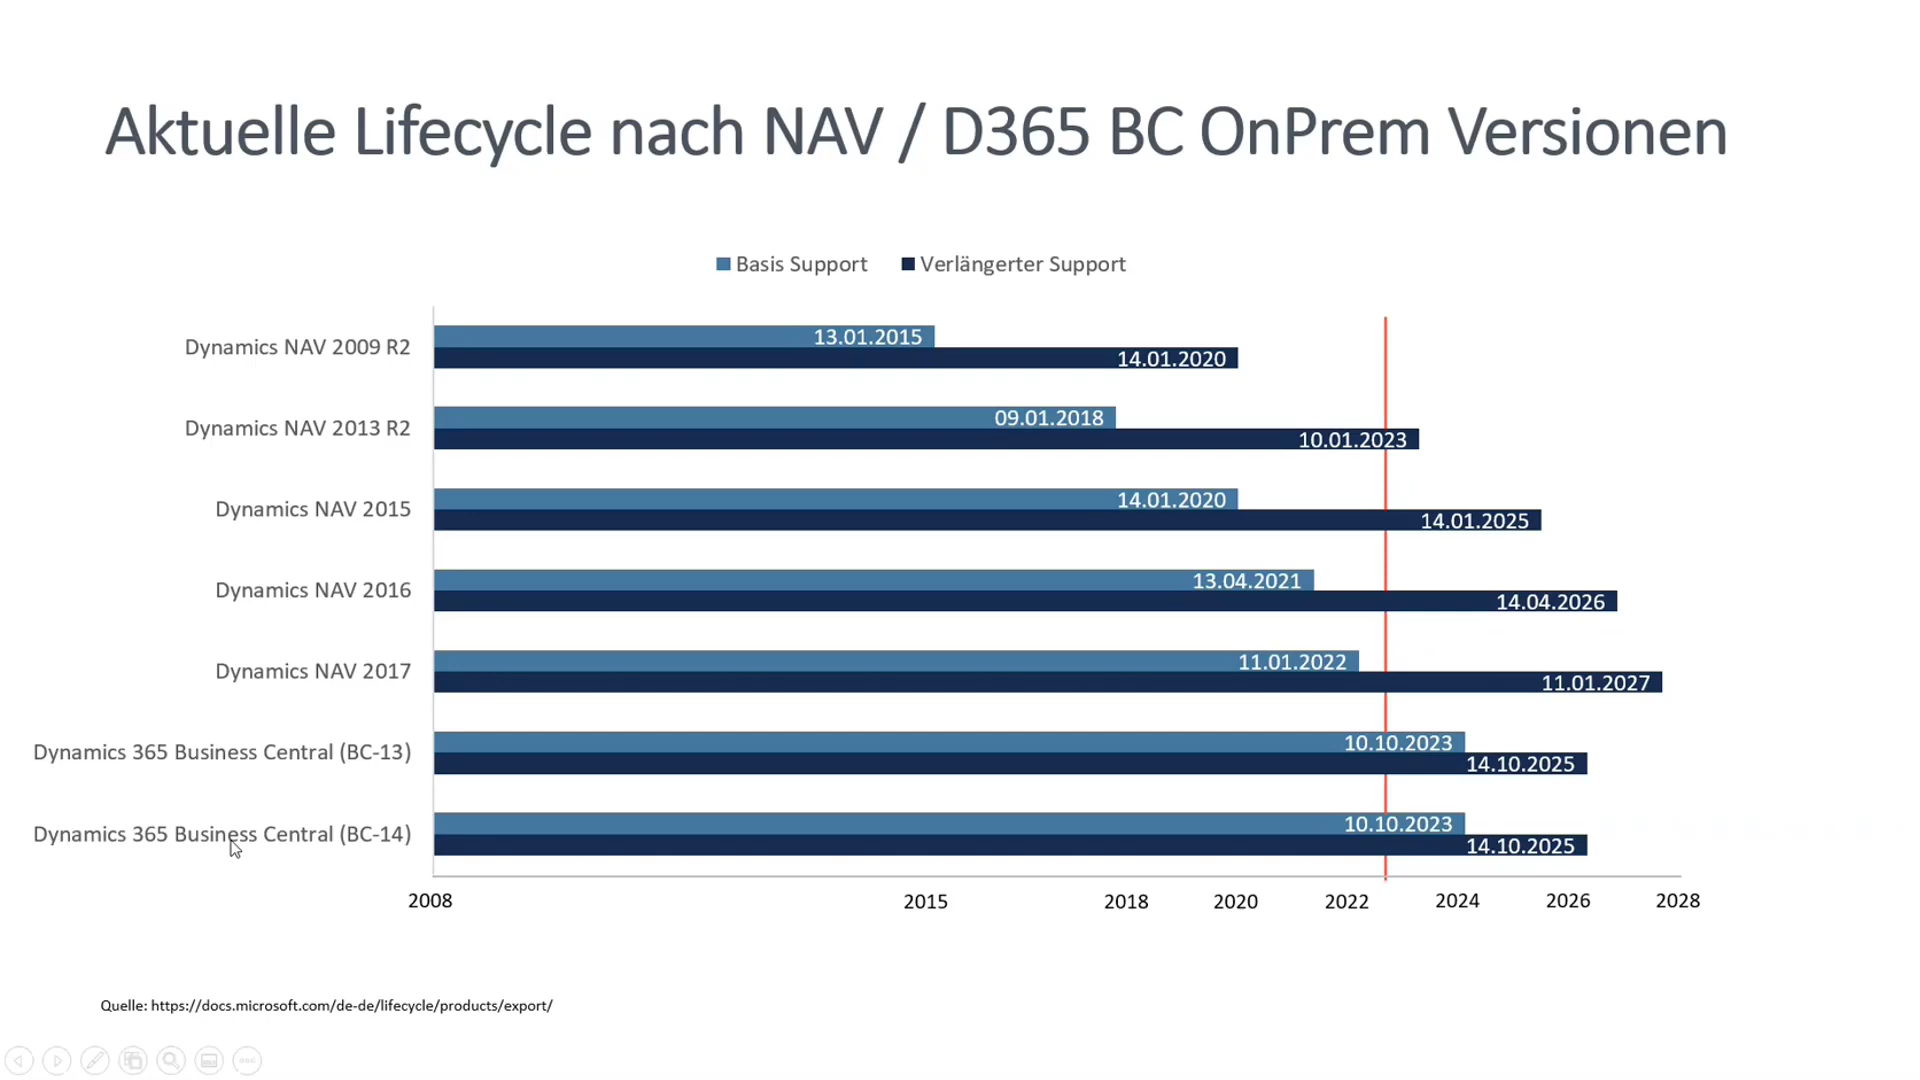 Aktuelle Lifecycle nach NAV / D365 BC OnPrem Versionen
Basis Support Verlängerter Support
Dynamics NAV 2009 R2
13.01.2015
14.01.2020
Dynamics NAV 2013 R2
09.01.2018
10.01.2023
Dynamics NAV 2015
14.01.2020
14.01.2025
Dynamics NAV 2016
13.04.2021
14.04.2026
Dynamics NAV 2017
11.01.2022
11.01.2027
Dynamics 365 Business Central (BC-13)
10.10.2023
14.10.2025
Dynamics 365 Business Central (BC-14)
10.10.2023
14.10.2025
2008 2015 2018 2020 2022 2024 2026 2028
Quelle: https://docs.microsoft.com/de-de/lifecycle/products/export/